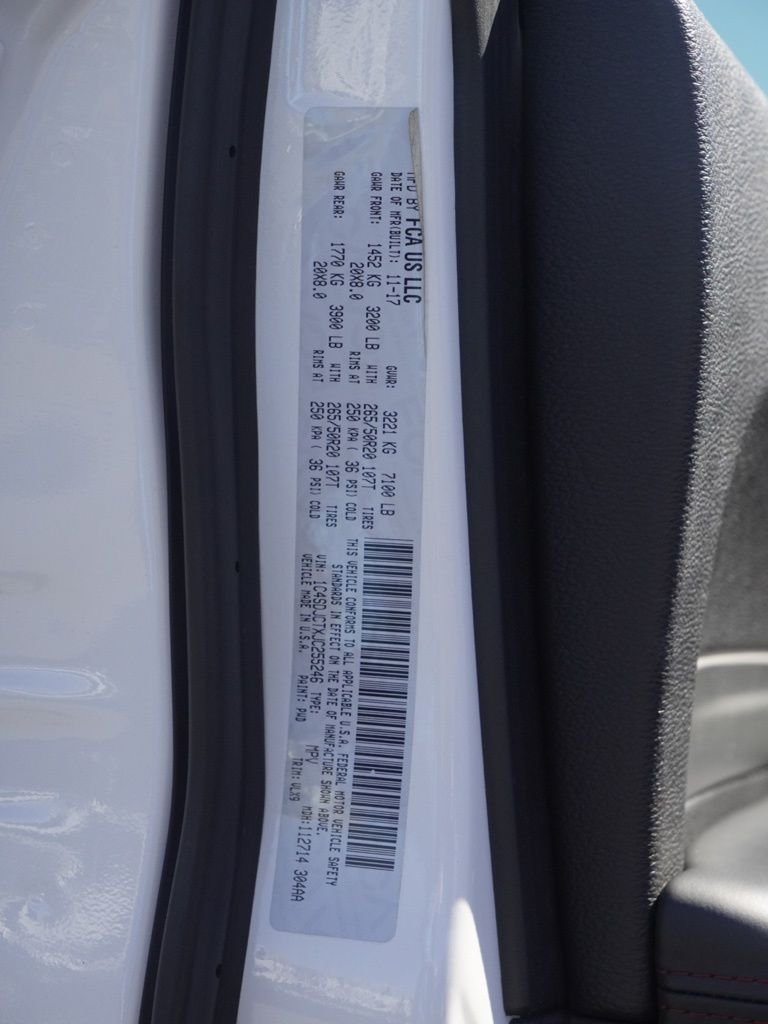 MFD BY FCA US LLC
DATE OF MFR(BUILT): 11-17 GVWR: 3221 KG 7100 LB
GAWR FRONT: 1452 KG 3200 LB WITH 265/50R20 107T TIRES
20X8.0 RIMS AT 250 KPA ( 36 PSI) COLD
GAWR REAR: 1770 KG 3900 LB WITH 265/50R20 107T TIRES
20X8.0 RIMS AT 250 KPA ( 36 PSI) COLD
THIS VEHICLE CONFORMS TO ALL APPLICABLE U.S.A. FEDERAL MOTOR VEHICLE SAFETY
STANDARDS IN EFFECT ON THE DATE OF MANUFACTURE SHOWN ABOVE.
VIN: 1C4SDJCTXJC255246 TYPE: MPV MDH:112714 304AA
VEHICLE MADE IN U.S.A. PAINT: PWD TRIM: VLX9